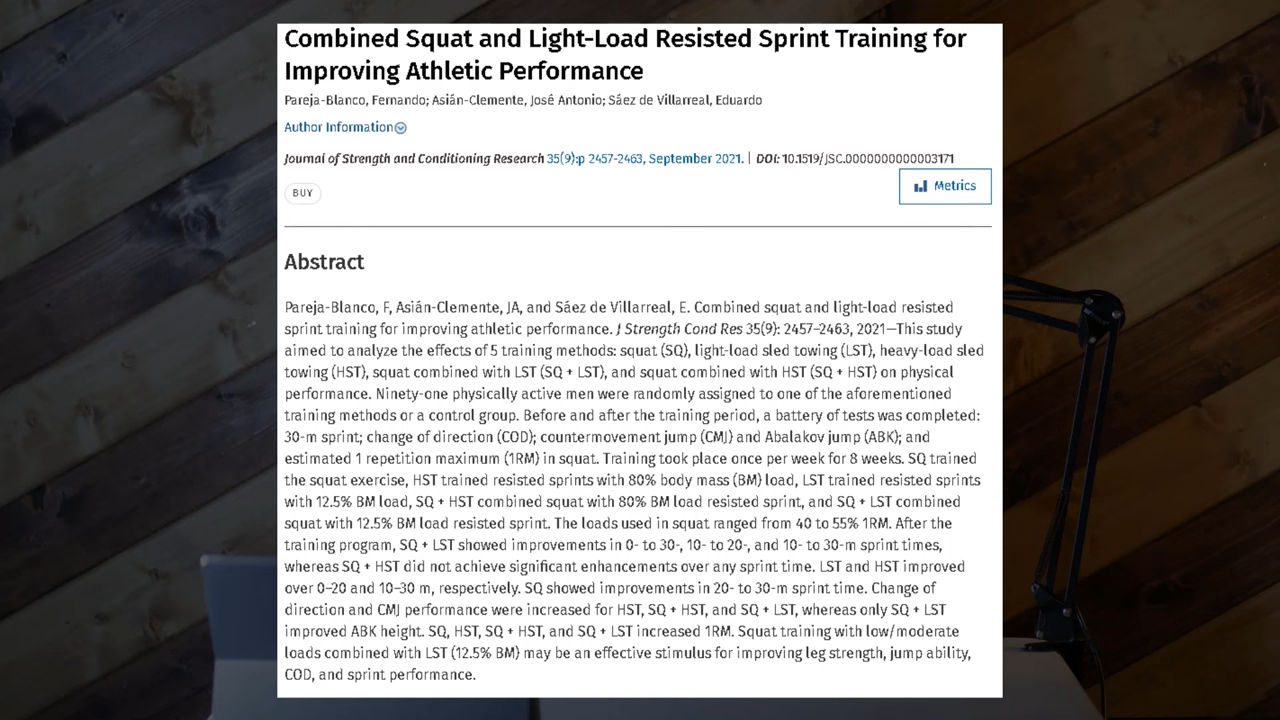 Combined Squat and Light-Load Resisted Sprint Training for
Improving Athletic Performance
Pareja-Blanco, Fernando; Asián-Clemente, José Antonio; Sáez de Villarreal, Eduardo
Author Information
Journal of Strength and Conditioning Research 35(9):p 2457-2463, September 2021. | DOI: 10.1519/JSC.0000000000003171
BUY
Metrics
Abstract
Pareja-Blanco, F, Asián-Clemente, JA, and Sáez de Villarreal, E. Combined squat and light-load resisted
sprint training for improving athletic performance. J Strength Cond Res 35(9): 2457–2463, 2021—This study
aimed to analyze the effects of 5 training methods: squat (SQ), light-load sled towing (LST), heavy-load sled
towing (HST), squat combined with LST (SQ + LST), and squat combined with HST (SQ + HST) on physical
performance. Ninety-one physically active men were randomly assigned to one of the aforementioned
training methods or a control group. Before and after the training period, a battery of tests was completed:
30-m sprint; change of direction (COD); countermovement jump (CMJ) and Abalakov jump (ABK); and
estimated 1 repetition maximum (1RM) in squat. Training took place once per week for 8 weeks. SQ trained
the squat exercise, HST trained resisted sprints with 80% body mass (BM) load, LST trained resisted sprints
with 12.5% BM load, SQ + HST combined squat with 80% BM load resisted sprint, and SQ + LST combined
squat with 12.5% BM load resisted sprint. The loads used in squat ranged from 40 to 55% 1RM. After the
training program, SQ + LST showed improvements in 0- to 30-, 10- to 20-, and 10- to 30-m sprint times,
whereas SQ + HST did not achieve significant enhancements over any sprint time. LST and HST improved
over 0–20 and 10–30 m, respectively. SQ showed improvements in 20- to 30-m sprint time. Change of
direction and CMJ performance were increased for HST, SQ + HST, and SQ + LST, whereas only SQ + LST
improved ABK height. SQ, HST, SQ + HST, and SQ + LST increased 1RM. Squat training with low/moderate
loads combined with LST (12.5% BM) may be an effective stimulus for improving leg strength, jump ability,
COD, and sprint performance.